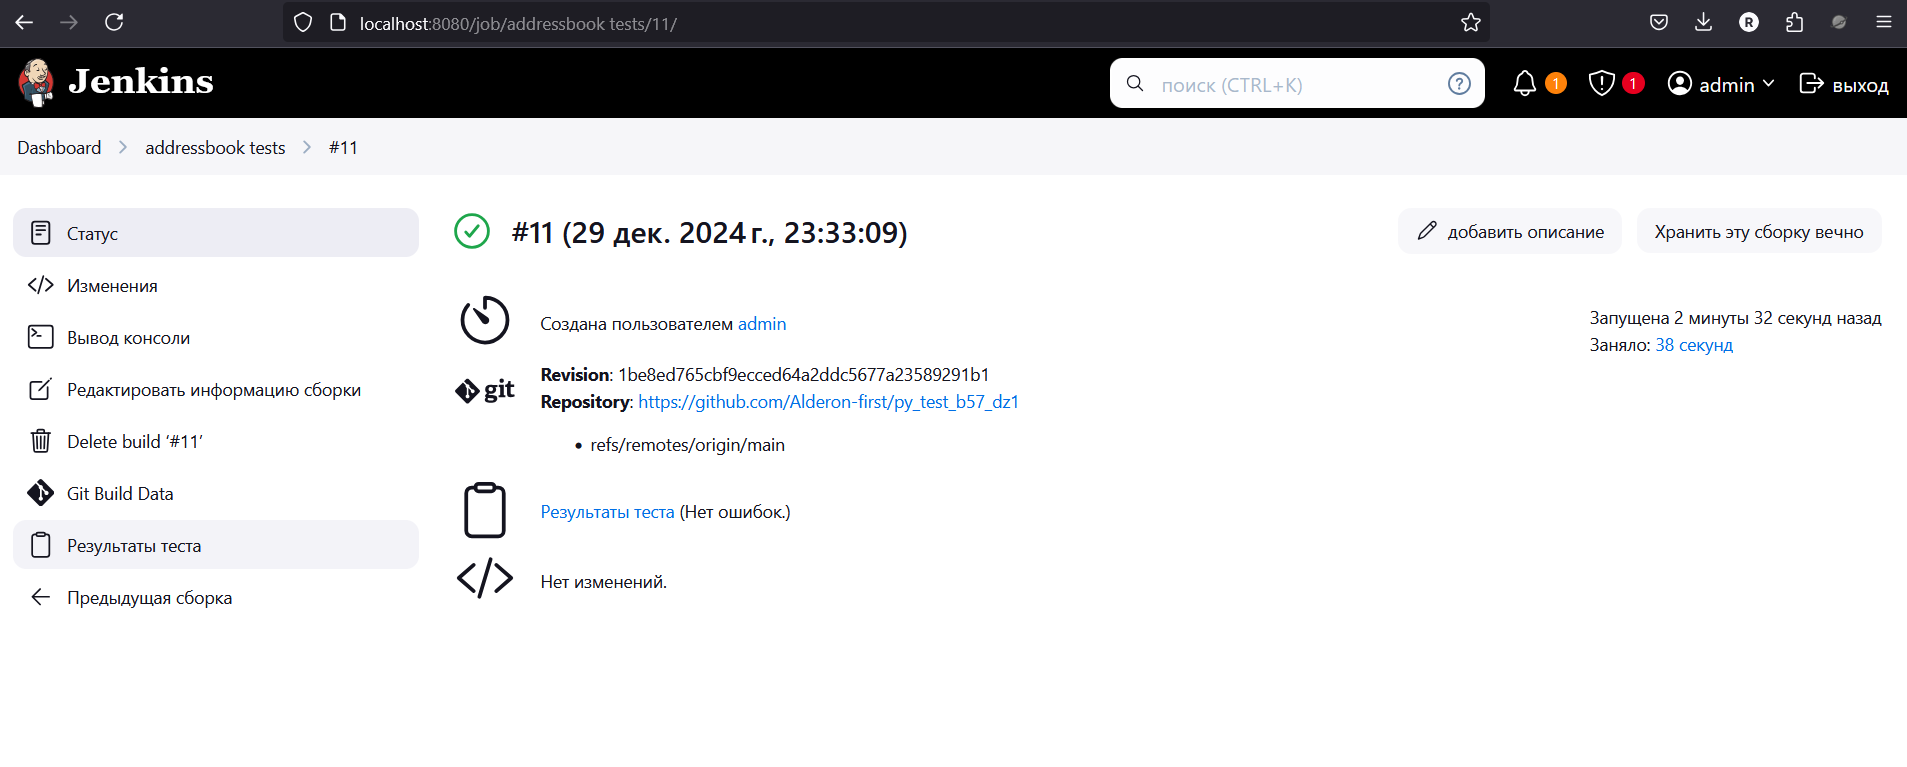 localhost:8080/job/addressbook tests/11/
R
Jenkins
поиск (CTRL+K)
?
1
1
admin
выход
Dashboard
addressbook tests
#11
Статус
Изменения
Вывод консоли
Редактировать информацию сборки
Delete build ‘#11’
Git Build Data
Результаты теста
Предыдущая сборка
#11 (29 дек. 2024 г., 23:33:09)
добавить описание
Хранить эту сборку вечно
Создана пользователем admin
Запущена 2 минуты 32 секунд назад
Заняло: 38 секунд
git
Revision: 1be8ed765cbf9ecced64a2ddc5677a23589291b1
Repository: https://github.com/Alderon-first/py_test_b57_dz1
• refs/remotes/origin/main
Результаты теста (Нет ошибок.)
Нет изменений.